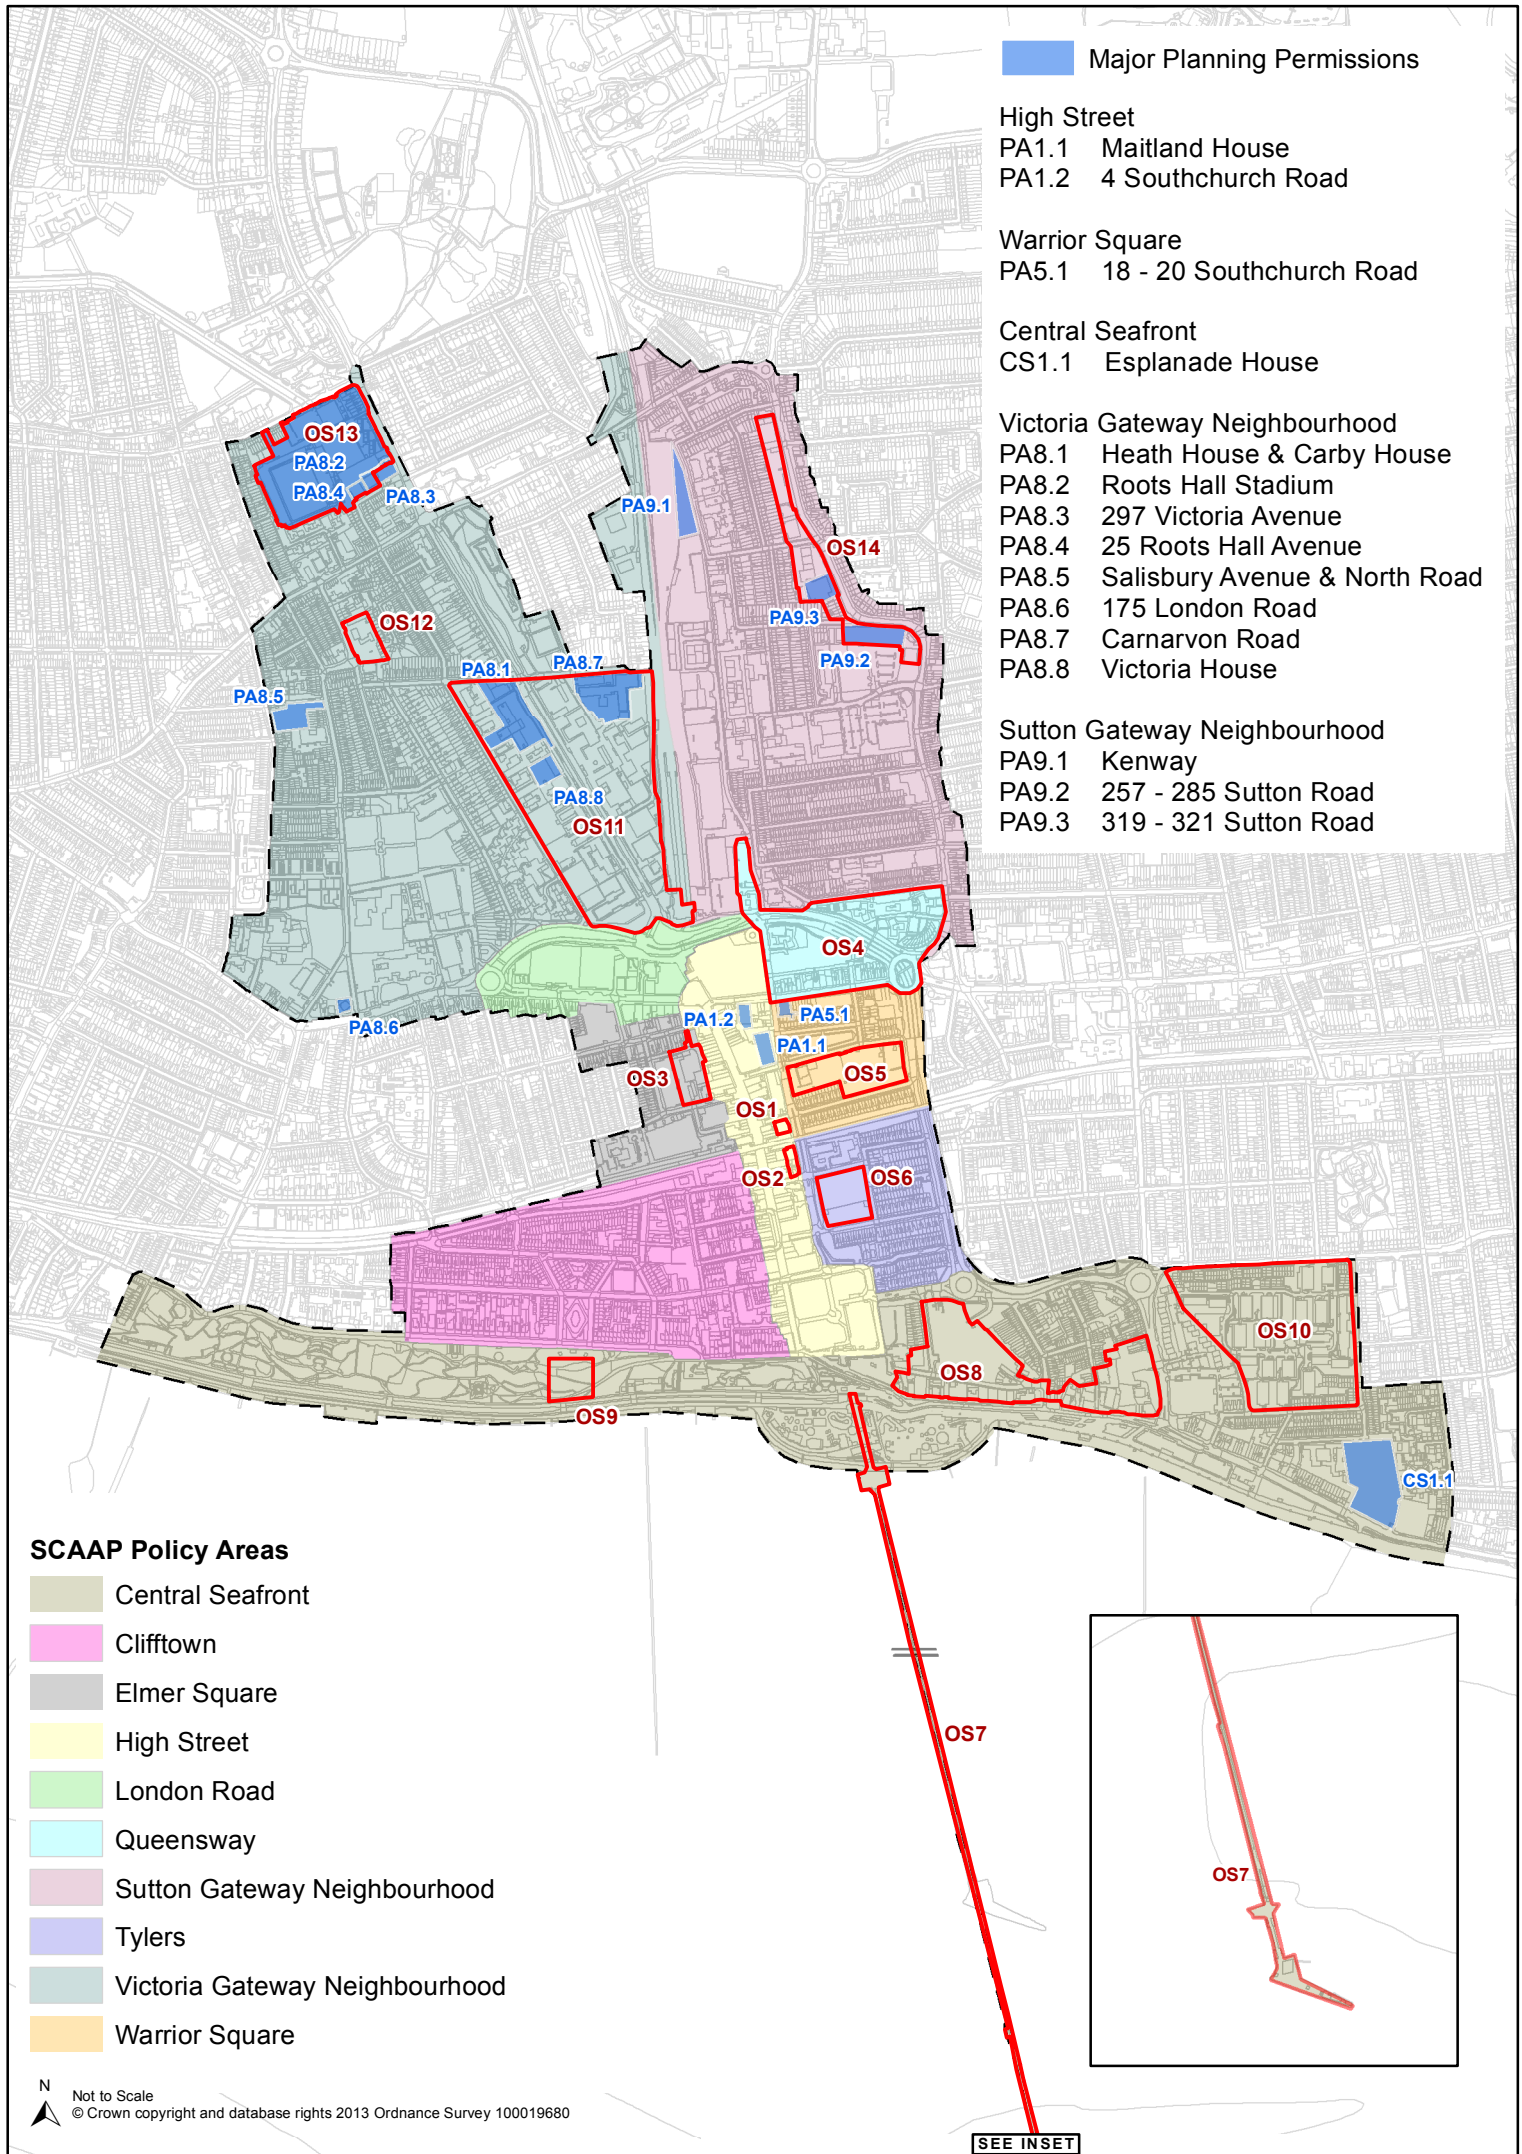 Major Planning Permissions
High Street
PA1.1 Maitland House
PA1.2 4 Southchurch Road
Warrior Square
PA5.1 18 - 20 Southchurch Road
Central Seafront
CS1.1 Esplanade House
Victoria Gateway Neighbourhood
PA8.1 Heath House & Carby House
PA8.2 Roots Hall Stadium
PA8.3 297 Victoria Avenue
PA8.4 25 Roots Hall Avenue
PA8.5 Salisbury Avenue & North Road
PA8.6 175 London Road
PA8.7 Carnarvon Road
PA8.8 Victoria House
Sutton Gateway Neighbourhood
PA9.1 Kenway
PA9.2 257 - 285 Sutton Road
PA9.3 319 - 321 Sutton Road
OS13
PA8.2
PA8.4
PA8.3
PA9.1
OS14
OS12
PA9.3
PA8.1
PA8.7
PA9.2
PA8.5
PA8.8
OS11
OS4
PA8.6
PA1.2
PA5.1
PA1.1
OS3
OS5
OS1
OS2
OS6
OS10
OS8
OS9
CS1.1
OS7
OS7
SEE INSET
SCAAP Policy Areas
Central Seafront
Clifftown
Elmer Square
High Street
London Road
Queensway
Sutton Gateway Neighbourhood
Tylers
Victoria Gateway Neighbourhood
Warrior Square
N
Not to Scale
© Crown copyright and database rights 2013 Ordnance Survey 100019680